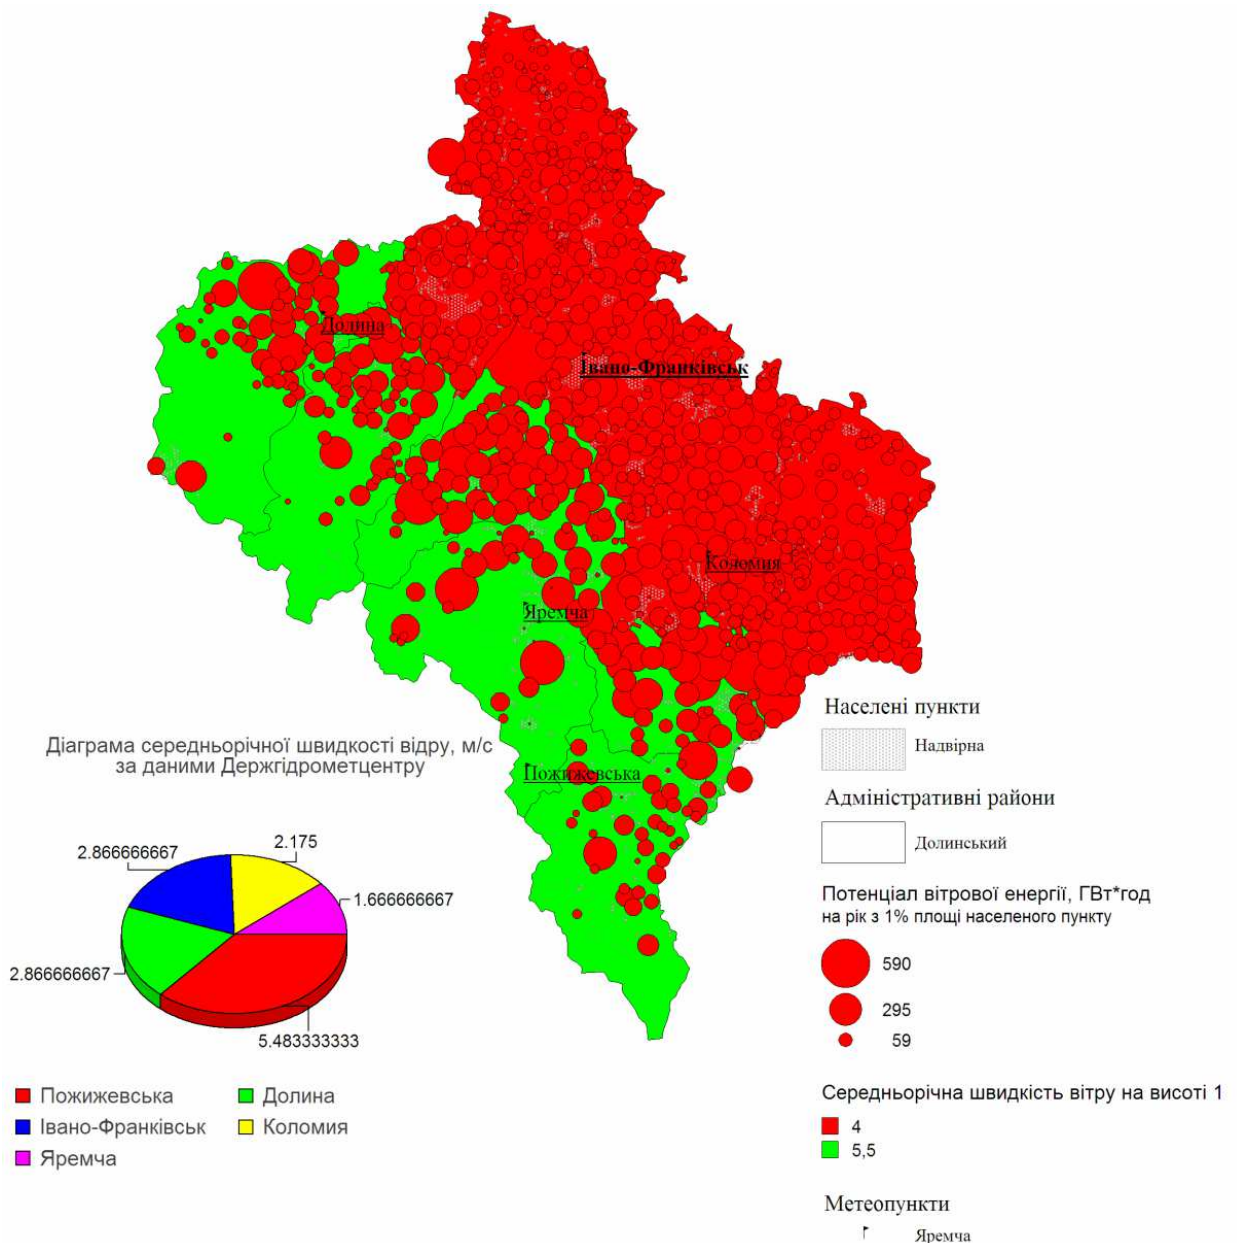 Долина
Івано-Франківськ
Коломия
Яремча
Пожижевська
Діаграма середньорічної швидкості відру, м/с
за даними Держгідрометцентру
2.175
2.866666667
1.666666667
2.866666667
5.483333333
Пожижевська
Долина
Івано-Франківськ
Коломия
Яремча
Населені пункти
Надвірна
Адміністративні райони
Долинський
Потенціал вітрової енергії, ГВт*год
на рік з 1% площі населеного пункту
590
295
59
Середньорічна швидкість вітру на висоті 1
4
5,5
Метеопункти
Яремча